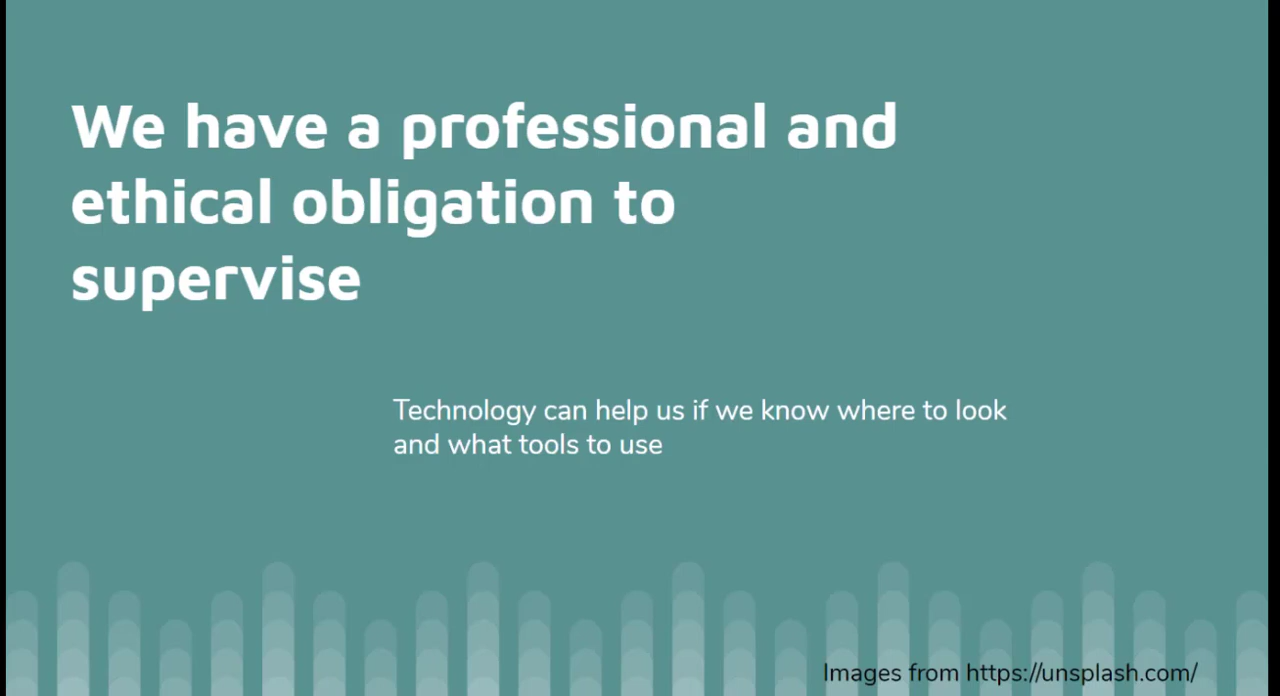 We have a professional and
ethical obligation to
supervise
Technology can help us if we know where to look
and what tools to use
Images from https://unsplash.com/